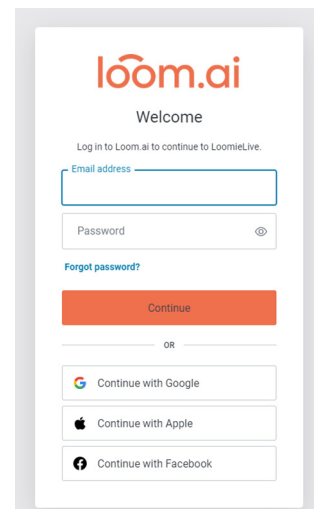 loom.ai
Welcome
Log in to Loom.ai to continue to LoomieLive.
Email address
Password
Forgot password?
Continue
OR
Continue with Google
Continue with Apple
Continue with Facebook